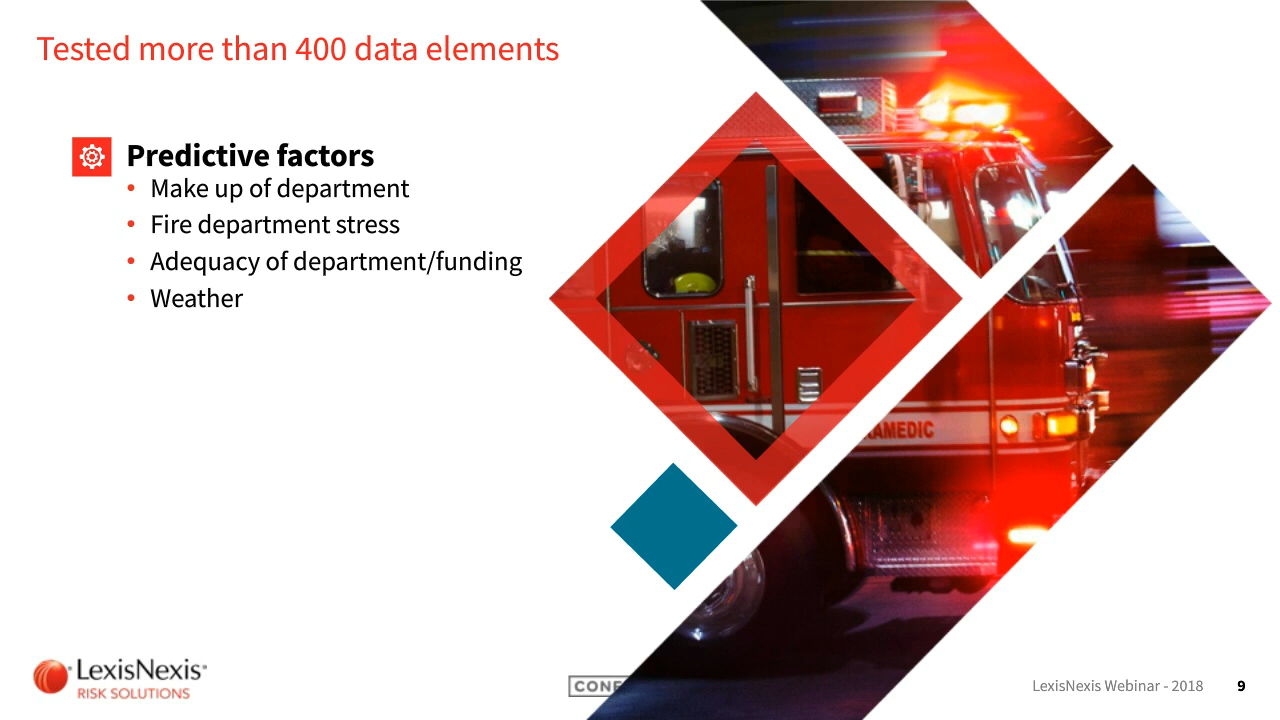 Tested more than 400 data elements
Predictive factors
• Make up of department
• Fire department stress
• Adequacy of department/funding
• Weather
LexisNexis®
RISK SOLUTIONS
LexisNexis Webinar - 2018 9